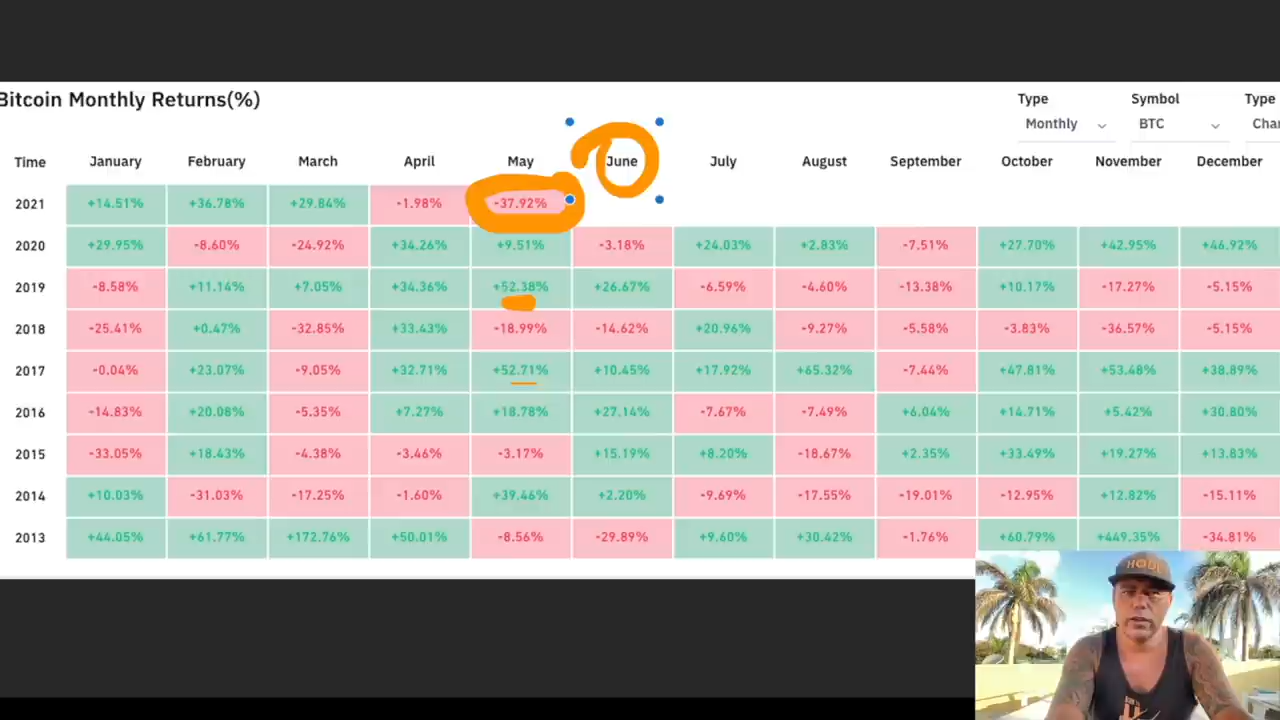 Bitcoin Monthly Returns(%)
Type Symbol Type
Monthly BTC Char
Time January February March April May June July August September October November December
2021 +14.51% +36.78% +29.84% -1.98% -37.92%
2020 +29.95% -8.60% -24.92% +34.26% +9.51% -3.18% +24.03% +2.83% -7.51% +27.70% +42.95% +46.92%
2019 -8.58% +11.14% +7.05% +34.36% +52.38% +26.67% -6.59% -4.60% -13.38% +10.17% -17.27% -5.15%
2018 -25.41% +0.47% -32.85% +33.43% -18.99% -14.62% +20.96% -9.27% -5.58% -3.83% -36.57% -5.15%
2017 -0.04% +23.07% -9.05% +32.71% +52.71% +10.45% +17.92% +65.32% -7.44% +47.81% +53.48% +38.89%
2016 -14.83% +20.08% -5.35% +7.27% +18.78% +27.14% -7.67% -7.49% +6.04% +14.71% +5.42% +30.80%
2015 -33.05% +18.43% -4.38% -3.46% -3.17% +15.19% +8.20% -18.67% +2.35% +33.49% +19.27% +13.83%
2014 +10.03% -31.03% -17.25% -1.60% +39.46% +2.20% -9.69% -17.55% -19.01% -12.95% +12.82% -15.11%
2013 +44.05% +61.77% +172.76% +50.01% -8.56% -29.89% +9.60% +30.42% -1.76% +60.79% +449.35% -34.81%
HODL